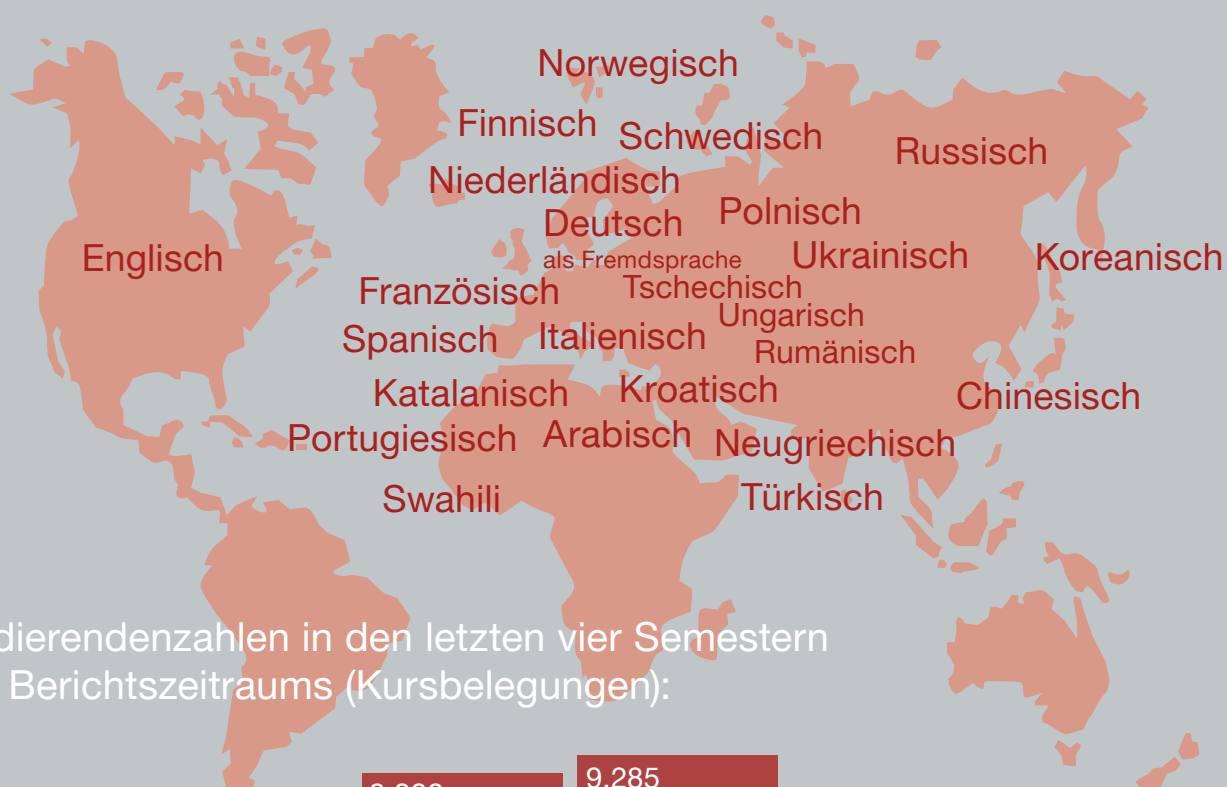 Norwegisch
Finnisch
Schwedisch
Russisch
Niederländisch
Deutsch
als Fremdsprache
Polnisch
Englisch
Ukrainisch
Koreanisch
Französisch
Tschechisch
Ungarisch
Spanisch
Italienisch
Rumänisch
Katalanisch
Kroatisch
Chinesisch
Portugiesisch
Arabisch
Neugriechisch
Swahili
Türkisch
dierendenzahlen in den letzten vier Semestern
Berichtszeitraums (Kursbelegungen):
9.285